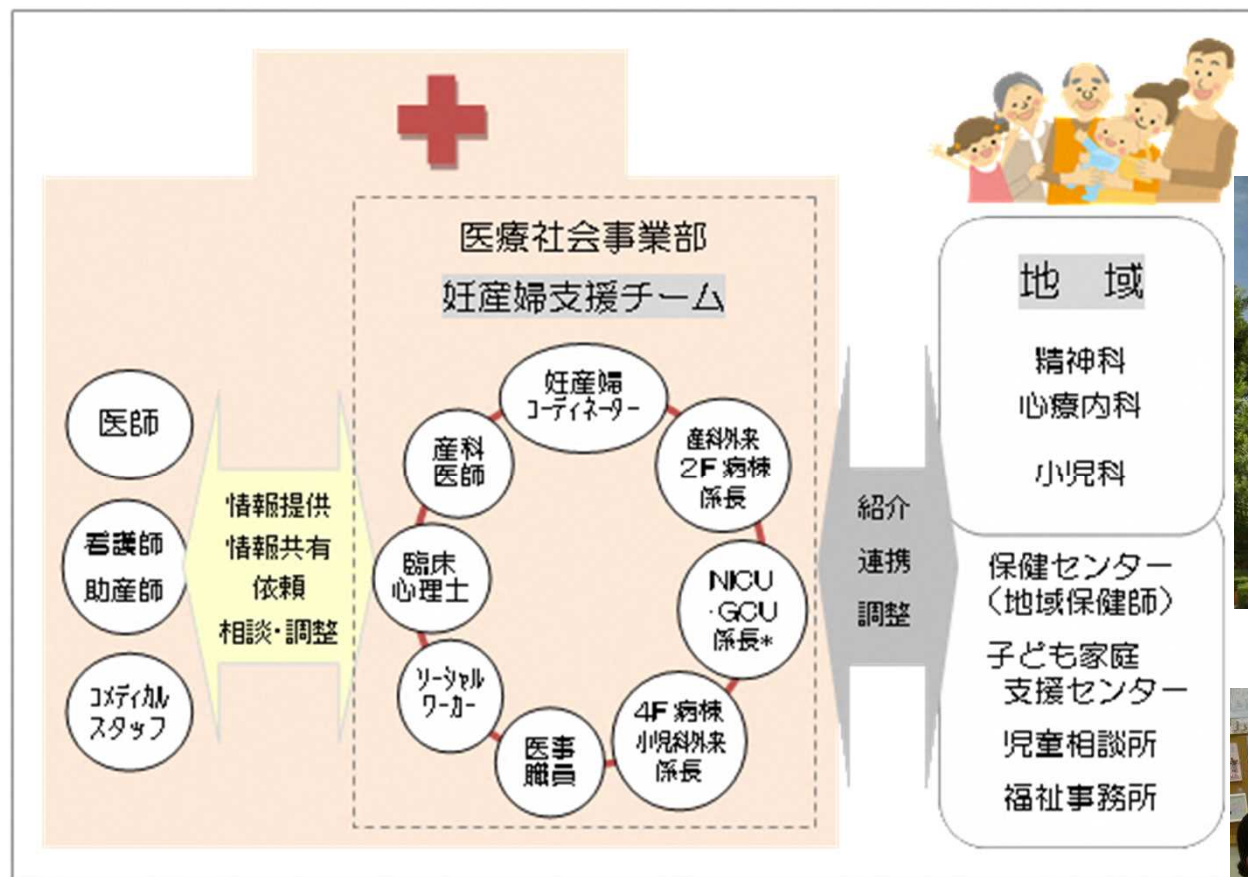 医療社会事業部
妊産婦支援チーム
医師
看護師
助産師
コメディカル
スタッフ
情報提供
情報共有
依頼
相談・調整
妊産婦
コーディネーター
産科
医師
産科外来
2F病棟
係長
臨床
心理士
NICU
・GCU
係長*
ソーシャル
ワーカー
4F病棟
小児科外来
係長
医事
職員
紹介
連携
調整
地 域
精神科
心療内科
小児科
保健センター
（地域保健師）
子ども家庭
支援センター
児童相談所
福祉事務所